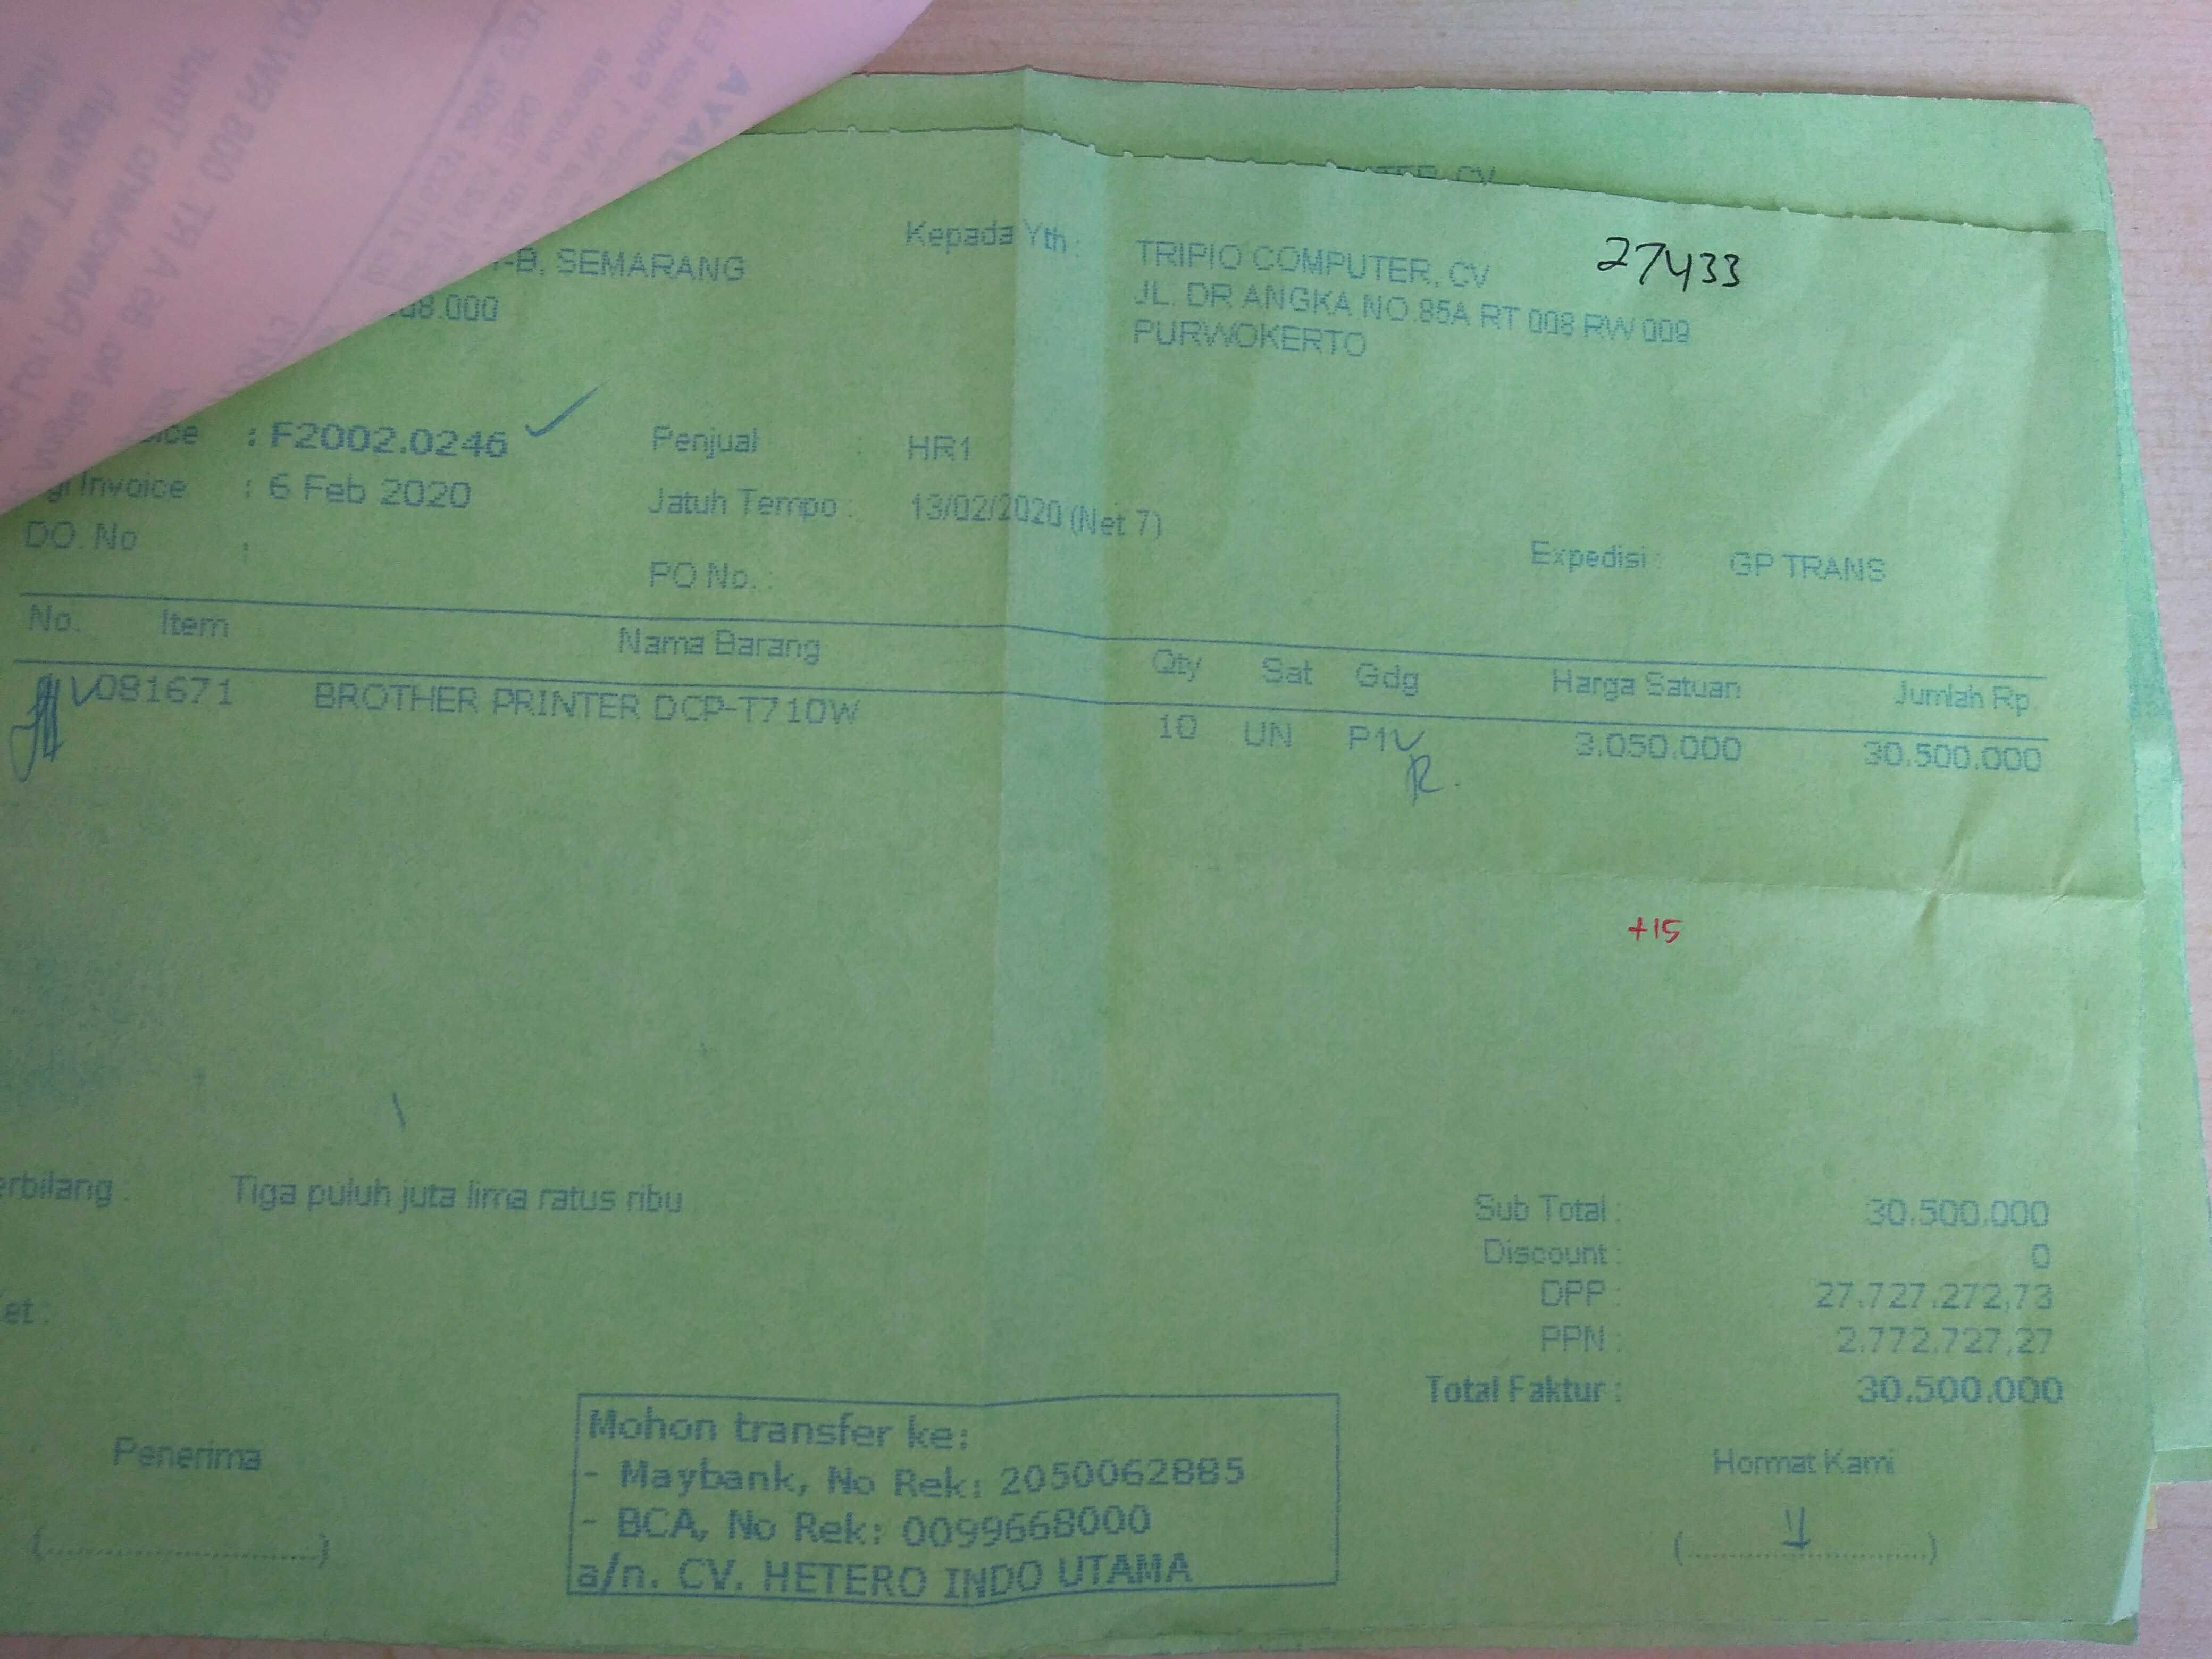 -B, SEMARANG
8.000
Kepada Yth :
TRIPIO COMPUTER, CV
JL. DR ANGKA NO.85A RT 008 RW 009
PURWOKERTO
27433
: F2002.0246
Invoice : 6 Feb 2020
DO. No :
Penjual : HR1
Jatuh Tempo : 13/02/2020 (Net 7)
PO No. :
Expedisi : GP TRANS
No. Item Nama Barang Qty Sat Gdg Harga Satuan Jumlah Rp
081671 BROTHER PRINTER DCP-T710W 10 UN P1 3.050.000 30.500.000
R.
+15
erbilang : Tiga puluh juta lima ratus ribu
Sub Total : 30.500.000
Discount : 0
DPP : 27.727.272,73
PPN : 2.772.727,27
Total Faktur : 30.500.000
et :
Penerima
Mohon transfer ke:
- Maybank, No Rek: 2050062885
- BCA, No Rek: 0099668000
a/n. CV. HETERO INDO UTAMA
Hormat Kami